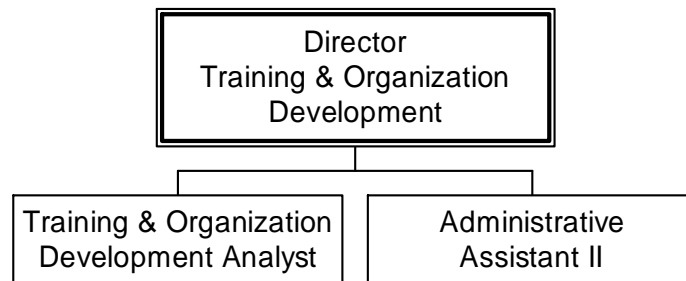 Director
Training & Organization
Development
Training & Organization
Development Analyst
Administrative
Assistant II